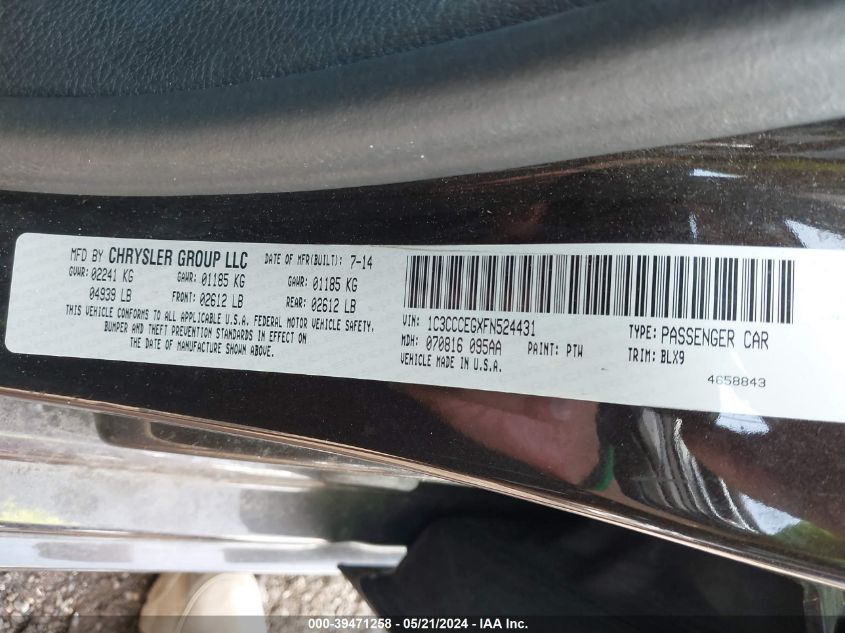 MFD BY CHRYSLER GROUP LLC DATE OF MFR(BUILT): 7-14
GVWR: 02241 KG GAWR: 01185 KG GAWR: 01185 KG
04939 LB FRONT: 02612 LB REAR: 02612 LB
THIS VEHICLE CONFORMS TO ALL APPLICABLE U.S.A. FEDERAL MOTOR VEHICLE SAFETY,
BUMPER AND THEFT PREVENTION STANDARDS IN EFFECT ON
THE DATE OF MANUFACTURE SHOWN ABOVE.
VIN: 1C3CCCEGXFN524431 TYPE: PASSENGER CAR
MDH: 070816 095AA PAINT: PTW TRIM: BLX9
VEHICLE MADE IN U.S.A.
4658843
000-39471258 - 05/21/2024 - IAA Inc.